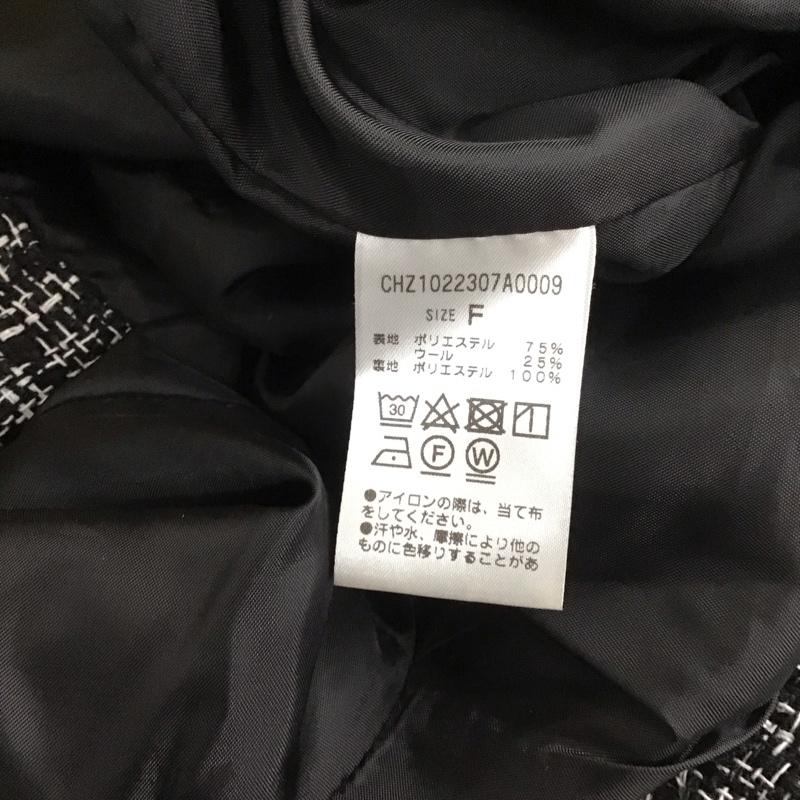 CHZ1022307A0009
SIZE F
表地 ポリエステル 75%
ウール 25%
裏地 ポリエステル 100%
30
F W
●アイロンの際は、当て布
をしてください。
●汗や水、摩擦により他の
ものに色移りすることがあ